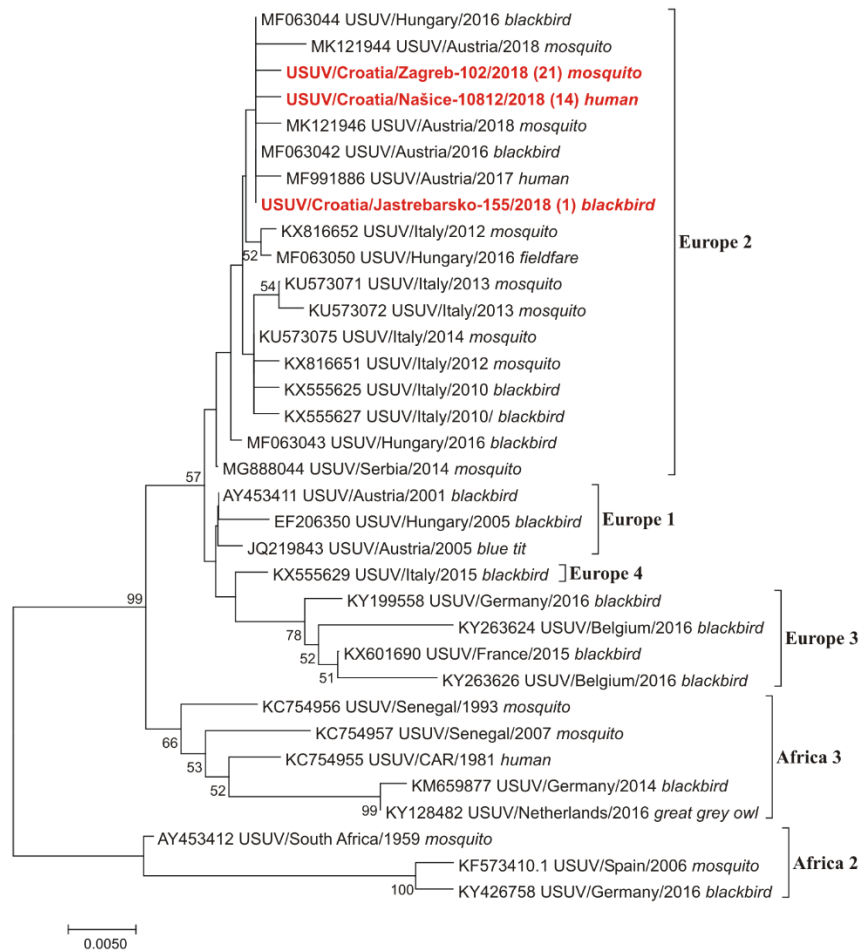 MF063044 USUV/Hungary/2016 blackbird
MK121944 USUV/Austria/2018 mosquito
USUV/Croatia/Zagreb-102/2018 (21) mosquito
USUV/Croatia/Našice-10812/2018 (14) human
MK121946 USUV/Austria/2018 mosquito
MF063042 USUV/Austria/2016 blackbird
MF991886 USUV/Austria/2017 human
USUV/Croatia/Jastrebarsko-155/2018 (1) blackbird
KX816652 USUV/Italy/2012 mosquito
Europe 2
52
MF063050 USUV/Hungary/2016 fieldfare
54
KU573071 USUV/Italy/2013 mosquito
KU573072 USUV/Italy/2013 mosquito
KU573075 USUV/Italy/2014 mosquito
KX816651 USUV/Italy/2012 mosquito
KX555625 USUV/Italy/2010 blackbird
KX555627 USUV/Italy/2010/ blackbird
MF063043 USUV/Hungary/2016 blackbird
MG888044 USUV/Serbia/2014 mosquito
57
AY453411 USUV/Austria/2001 blackbird
EF206350 USUV/Hungary/2005 blackbird
Europe 1
JQ219843 USUV/Austria/2005 blue tit
KX555629 USUV/Italy/2015 blackbird
Europe 4
99
KY199558 USUV/Germany/2016 blackbird
78
KY263624 USUV/Belgium/2016 blackbird
Europe 3
52
KX601690 USUV/France/2015 blackbird
51
KY263626 USUV/Belgium/2016 blackbird
KC754956 USUV/Senegal/1993 mosquito
66
KC754957 USUV/Senegal/2007 mosquito
Africa 3
53
KC754955 USUV/CAR/1981 human
52
KM659877 USUV/Germany/2014 blackbird
99
KY128482 USUV/Netherlands/2016 great grey owl
AY453412 USUV/South Africa/1959 mosquito
Africa 2
KF573410.1 USUV/Spain/2006 mosquito
100
KY426758 USUV/Germany/2016 blackbird
0.0050